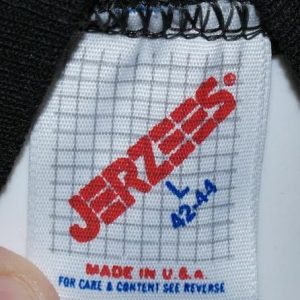 JERZEES®
L
42-44
MADE IN U.S.A.
FOR CARE & CONTENT SEE REVERSE